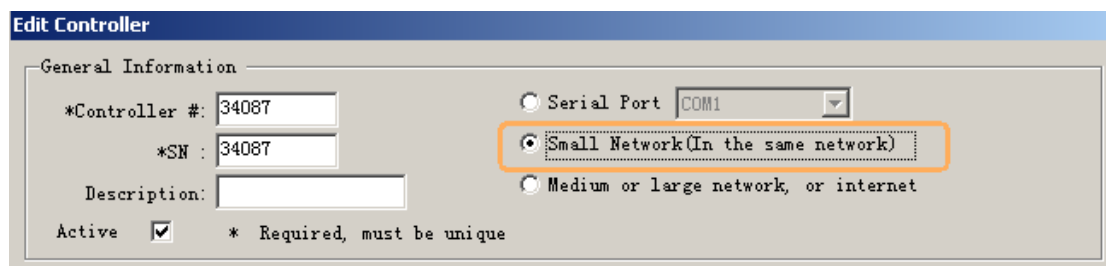 Edit Controller
General Information
*Controller #: 34087
Serial Port COM1
*SN : 34087
Small Network(In the same network)
Description:
Medium or large network, or internet
Active * Required, must be unique